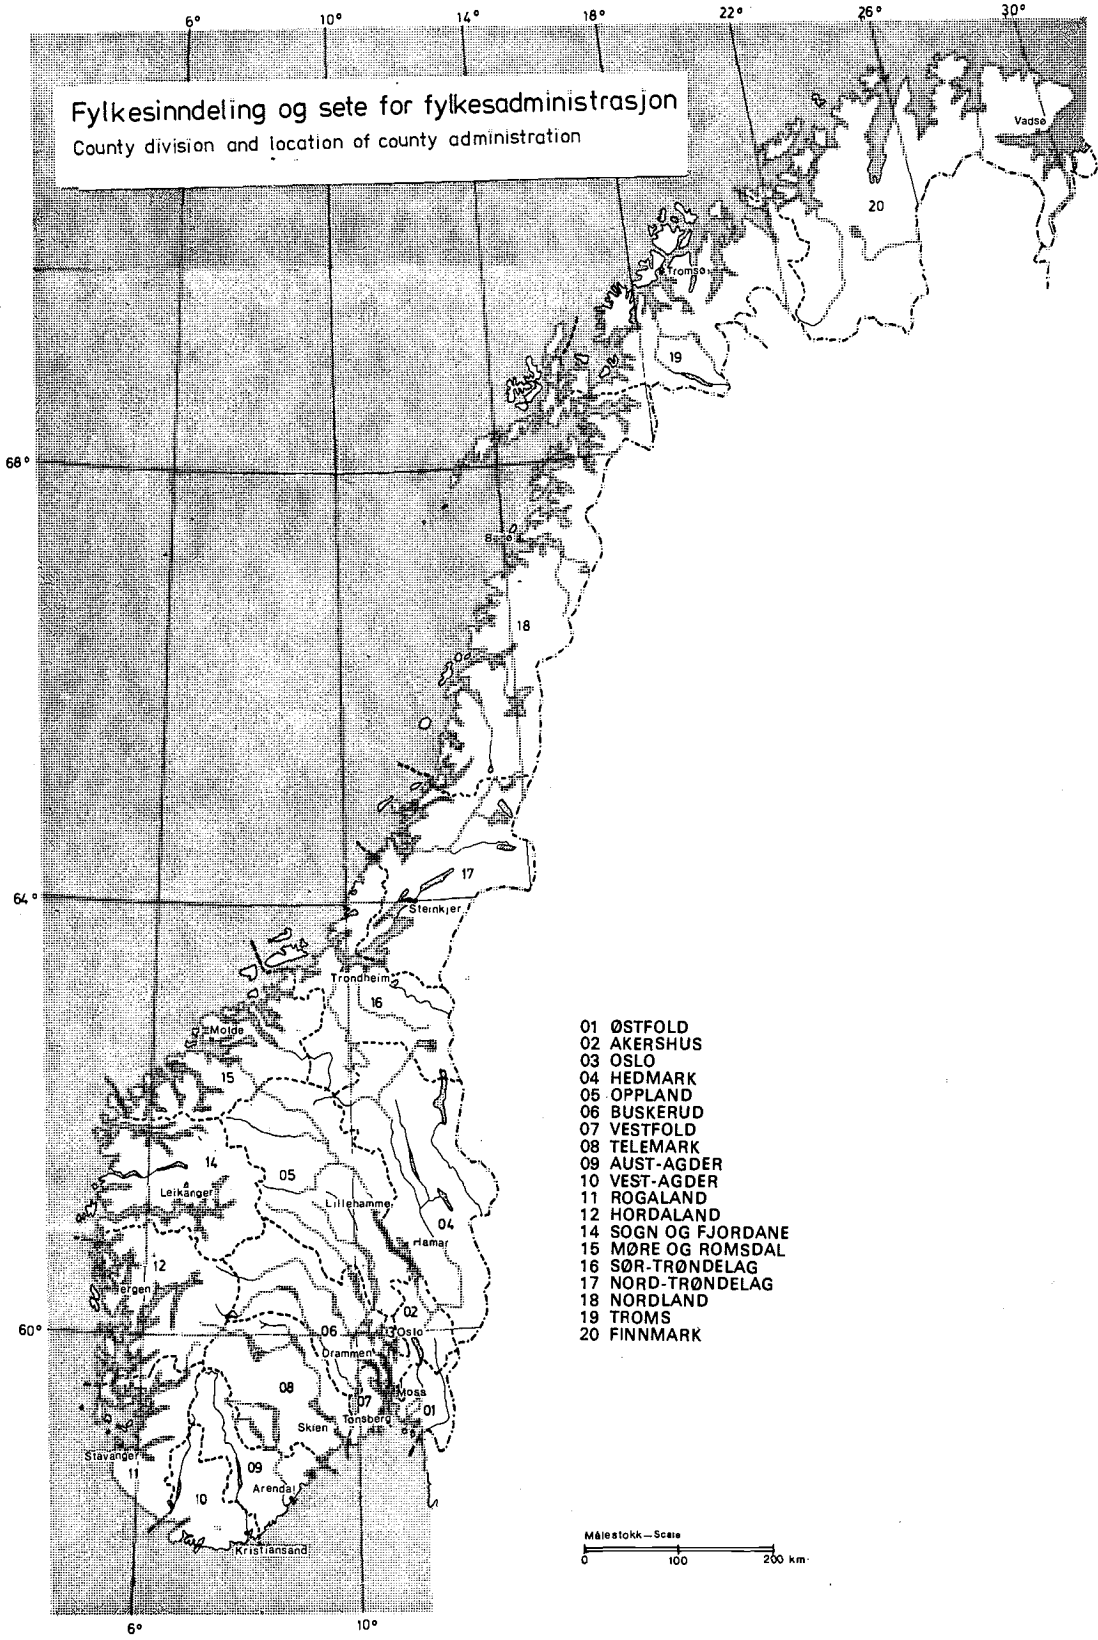 6° 10° 14° 18° 22° 26° 30°
Fylkesinndeling og sete for fylkesadministrasjon
County division and location of county administration
Vadsø
20
Tromsø
19
68°
18
17
64°
Steinkjer
Trondheim
16
Molde
15
14
Leikanger
05
Lillehamme
04
Hamar
12
ergen
02
60°
06
Oslo
Drammen
08
07
Moss
Tønsberg
01
Skien
Stavanger
11
09
Arendal
10
Kristiansand
6° 10°
01 ØSTFOLD
02 AKERSHUS
03 OSLO
04 HEDMARK
05 OPPLAND
06 BUSKERUD
07 VESTFOLD
08 TELEMARK
09 AUST-AGDER
10 VEST-AGDER
11 ROGALAND
12 HORDALAND
14 SOGN OG FJORDANE
15 MØRE OG ROMSDAL
16 SØR-TRØNDELAG
17 NORD-TRØNDELAG
18 NORDLAND
19 TROMS
20 FINNMARK
Målestokk—Scale
0 100 200 km